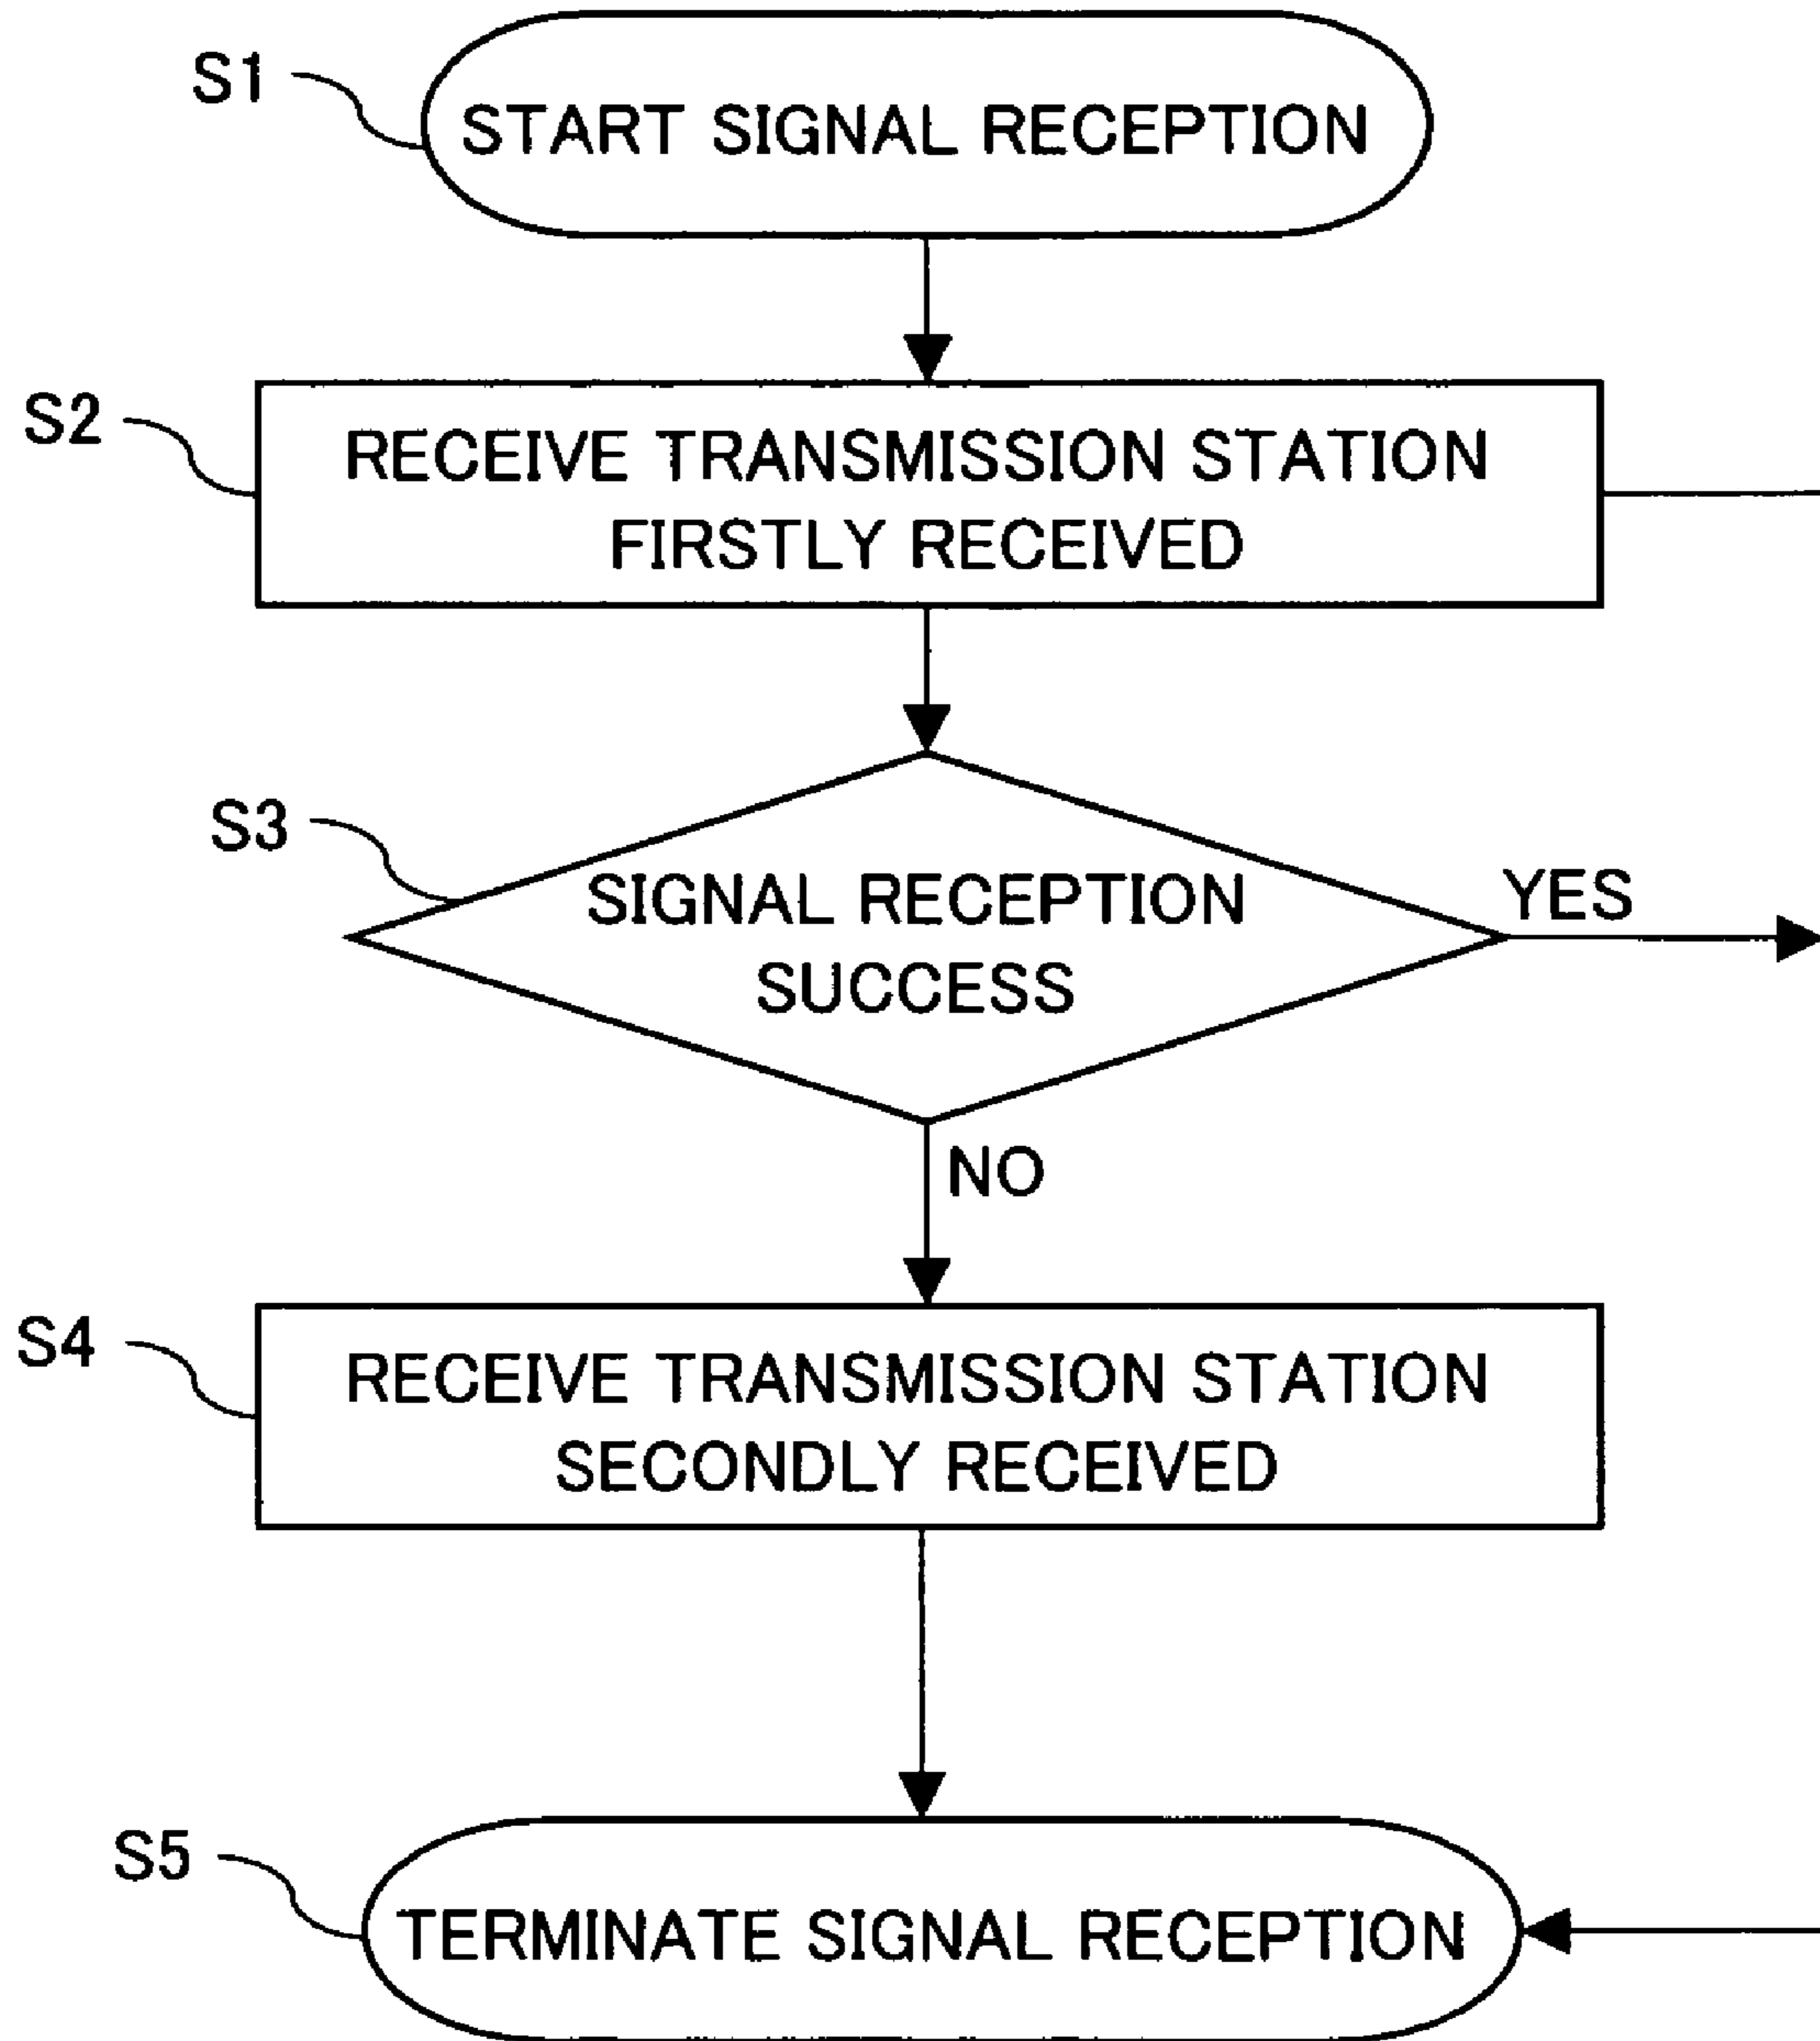 S1
START SIGNAL RECEPTION
S2
RECEIVE TRANSMISSION STATION
FIRSTLY RECEIVED
S3
SIGNAL RECEPTION
SUCCESS
YES
NO
S4
RECEIVE TRANSMISSION STATION
SECONDLY RECEIVED
S5
TERMINATE SIGNAL RECEPTION